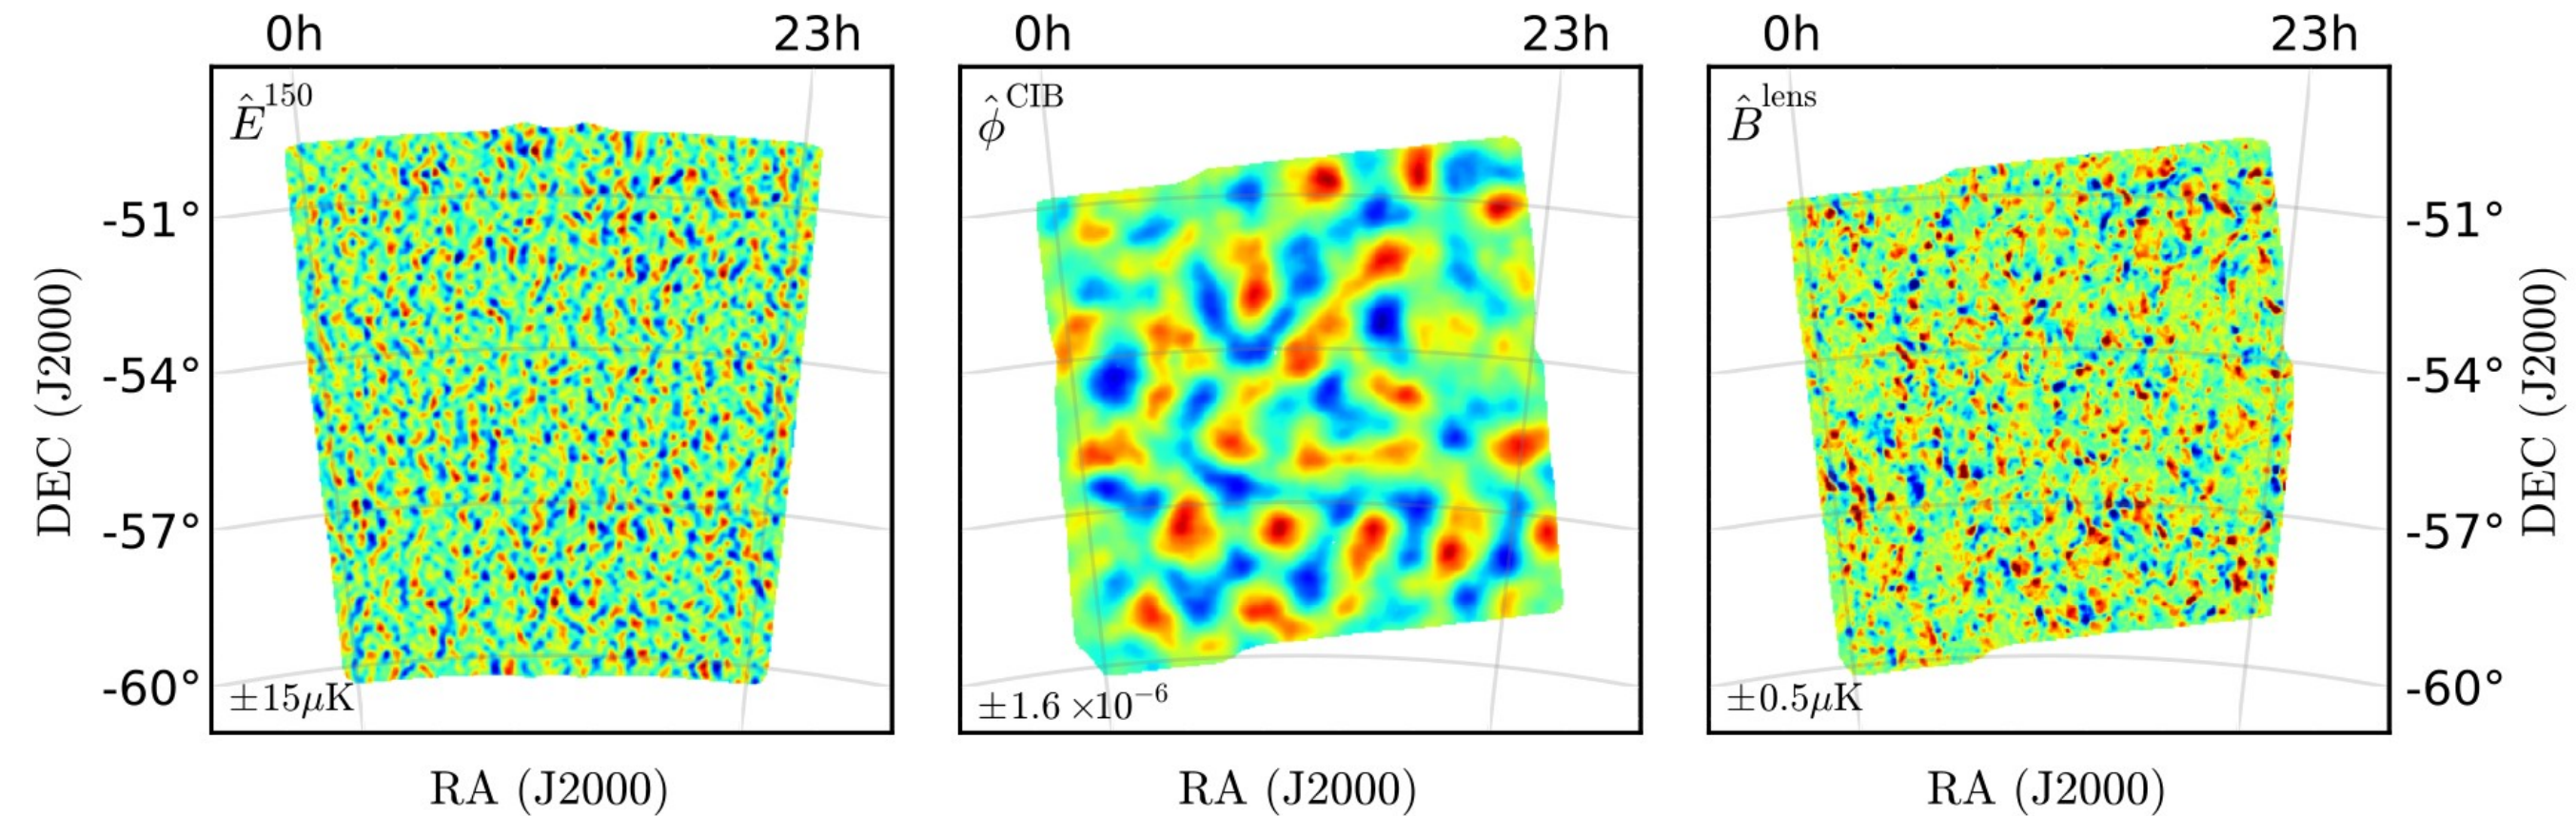 0h 23h 0h 23h 0h 23h
Ê¹⁵⁰ φ̂ᶜᴵᴮ B̂ˡᵉⁿˢ
-51° -51°
-54° -54°
-57° -57°
-60° -60°
DEC (J2000) DEC (J2000)
±15μK ±1.6 ×10⁻⁶ ±0.5μK
RA (J2000) RA (J2000) RA (J2000)